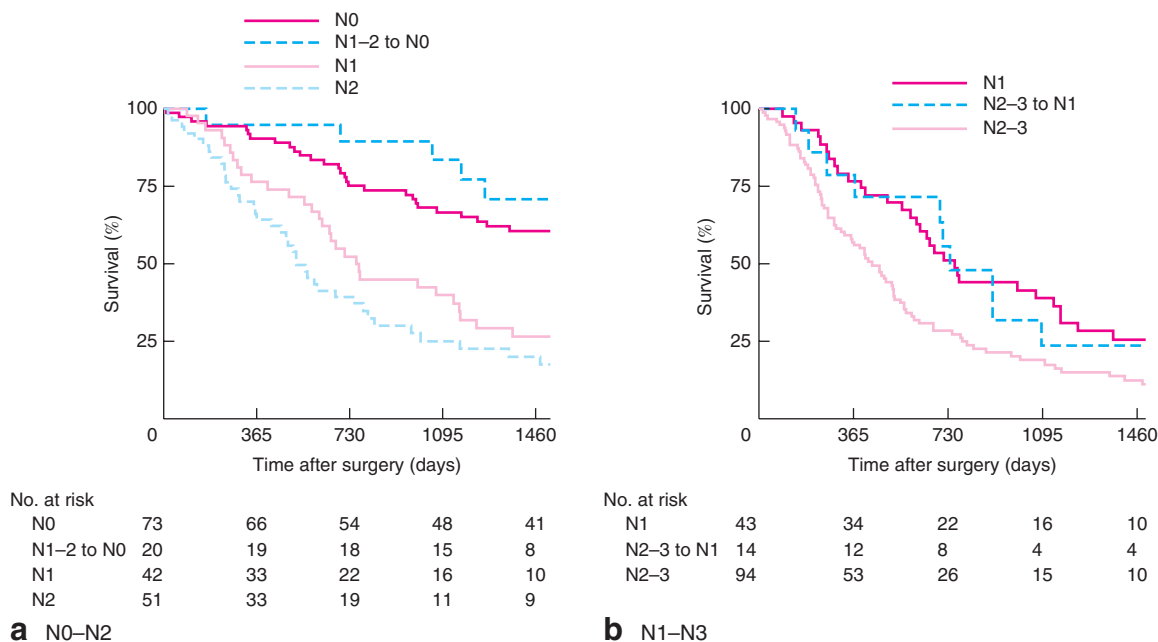 N0
N1–2 to N0
N1
N2
100
75
50
25
0
Survival (%)
365 730 1095 1460
Time after surgery (days)
No. at risk
N0 73 66 54 48 41
N1–2 to N0 20 19 18 15 8
N1 42 33 22 16 10
N2 51 33 19 11 9
a N0–N2
N1
N2–3 to N1
N2–3
100
75
50
25
0
Survival (%)
365 730 1095 1460
Time after surgery (days)
No. at risk
N1 43 34 22 16 10
N2–3 to N1 14 12 8 4 4
N2–3 94 53 26 15 10
b N1–N3